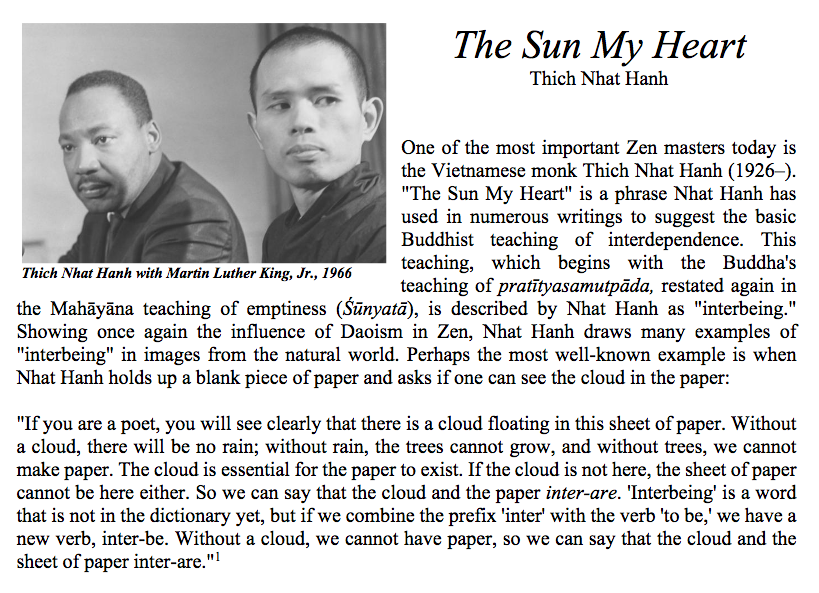 The Sun My Heart
Thich Nhat Hanh
One of the most important Zen masters today is
the Vietnamese monk Thich Nhat Hanh (1926–).
"The Sun My Heart" is a phrase Nhat Hanh has
used in numerous writings to suggest the basic
Buddhist teaching of interdependence. This
teaching, which begins with the Buddha's
teaching of pratītyasamutpāda, restated again in
Thich Nhat Hanh with Martin Luther King, Jr., 1966
the Mahāyāna teaching of emptiness (Śūnyatā), is described by Nhat Hanh as "interbeing."
Showing once again the influence of Daoism in Zen, Nhat Hanh draws many examples of
"interbeing" in images from the natural world. Perhaps the most well-known example is when
Nhat Hanh holds up a blank piece of paper and asks if one can see the cloud in the paper:
"If you are a poet, you will see clearly that there is a cloud floating in this sheet of paper. Without
a cloud, there will be no rain; without rain, the trees cannot grow, and without trees, we cannot
make paper. The cloud is essential for the paper to exist. If the cloud is not here, the sheet of paper
cannot be here either. So we can say that the cloud and the paper inter-are. 'Interbeing' is a word
that is not in the dictionary yet, but if we combine the prefix 'inter' with the verb 'to be,' we have a
new verb, inter-be. Without a cloud, we cannot have paper, so we can say that the cloud and the
sheet of paper inter-are."1